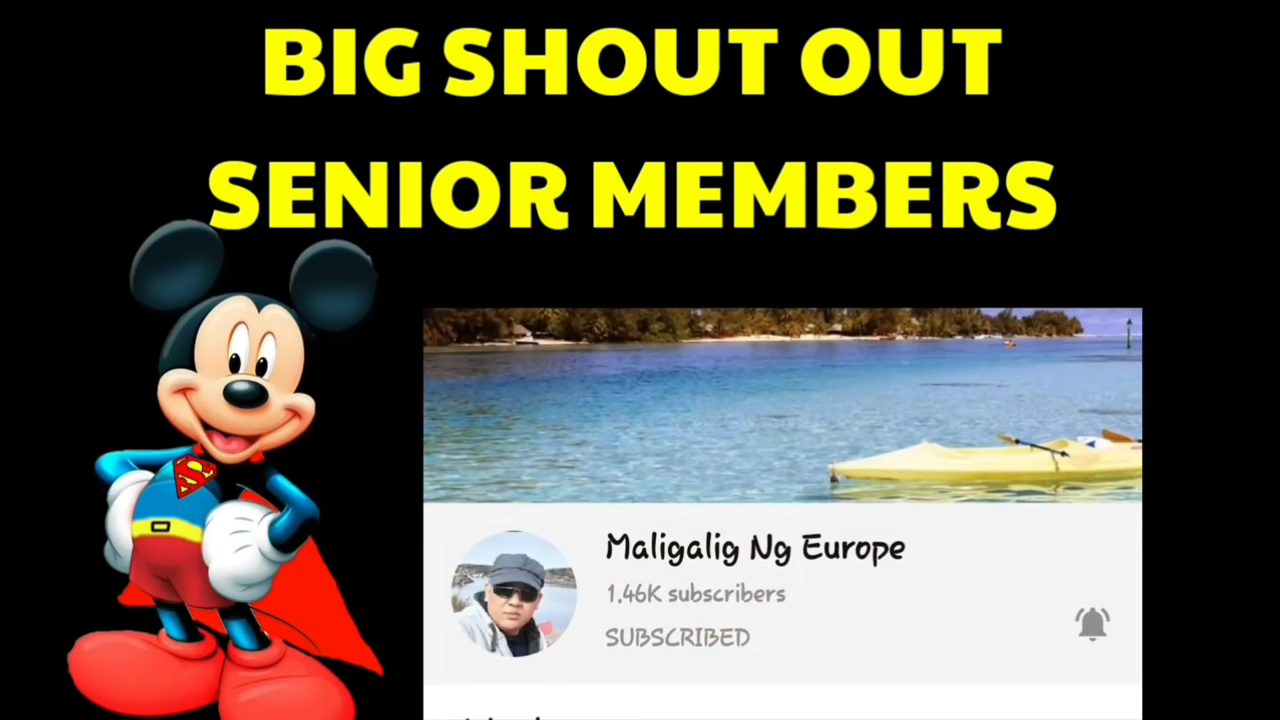 BIG SHOUT OUT
SENIOR MEMBERS
Maligalig Ng Europe
1.46K subscribers
SUBSCRIBED